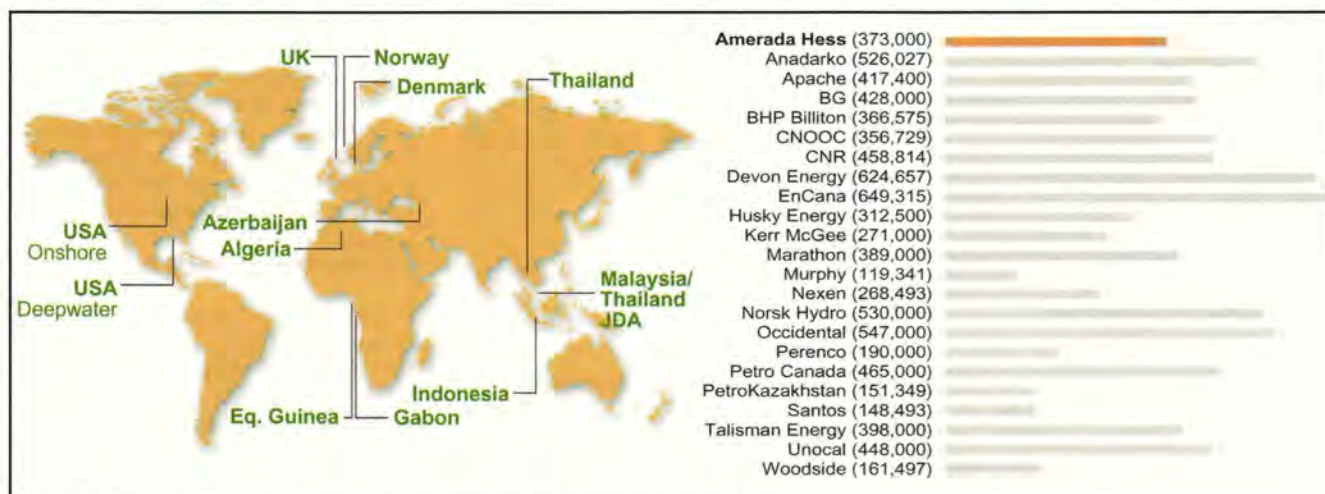 UK
Norway
Denmark
Thailand
USA
Onshore
Azerbaijan
Algeria
USA
Deepwater
Malaysia/
Thailand
JDA
Indonesia
Eq. Guinea
Gabon
Amerada Hess (373,000)
Anadarko (526,027)
Apache (417,400)
BG (428,000)
BHP Billiton (366,575)
CNOOC (356,729)
CNR (458,814)
Devon Energy (624,657)
EnCana (649,315)
Husky Energy (312,500)
Kerr McGee (271,000)
Marathon (389,000)
Murphy (119,341)
Nexen (268,493)
Norsk Hydro (530,000)
Occidental (547,000)
Perenco (190,000)
Petro Canada (465,000)
PetroKazakhstan (151,349)
Santos (148,493)
Talisman Energy (398,000)
Unocal (448,000)
Woodside (161,497)